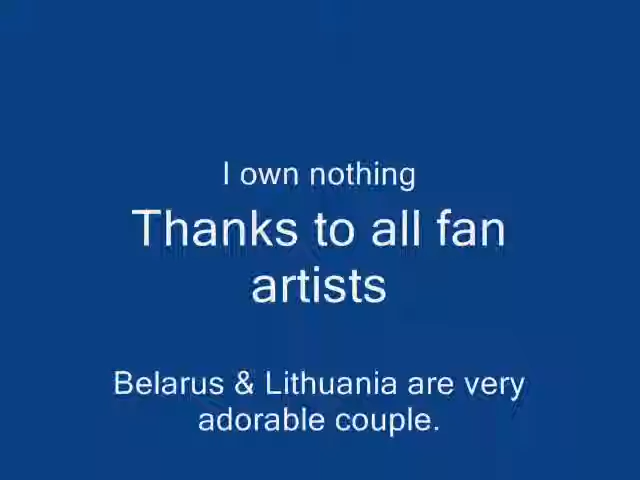 I own nothing
Thanks to all fan
artists
Belarus & Lithuania are very
adorable couple.